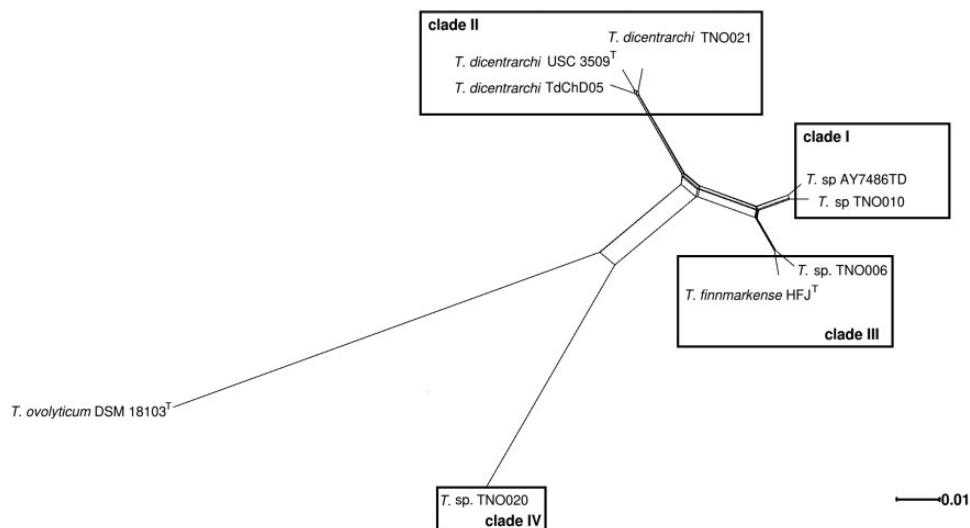 clade II
T. dicentrarchi TNO021
T. dicentrarchi USC 3509T
T. dicentrarchi TdChD05
clade I
T. sp AY7486TD
T. sp TNO010
T. sp. TNO006
T. finnmarkense HFJT
clade III
T. ovolyticum DSM 18103T
T. sp. TNO020
clade IV
0.01